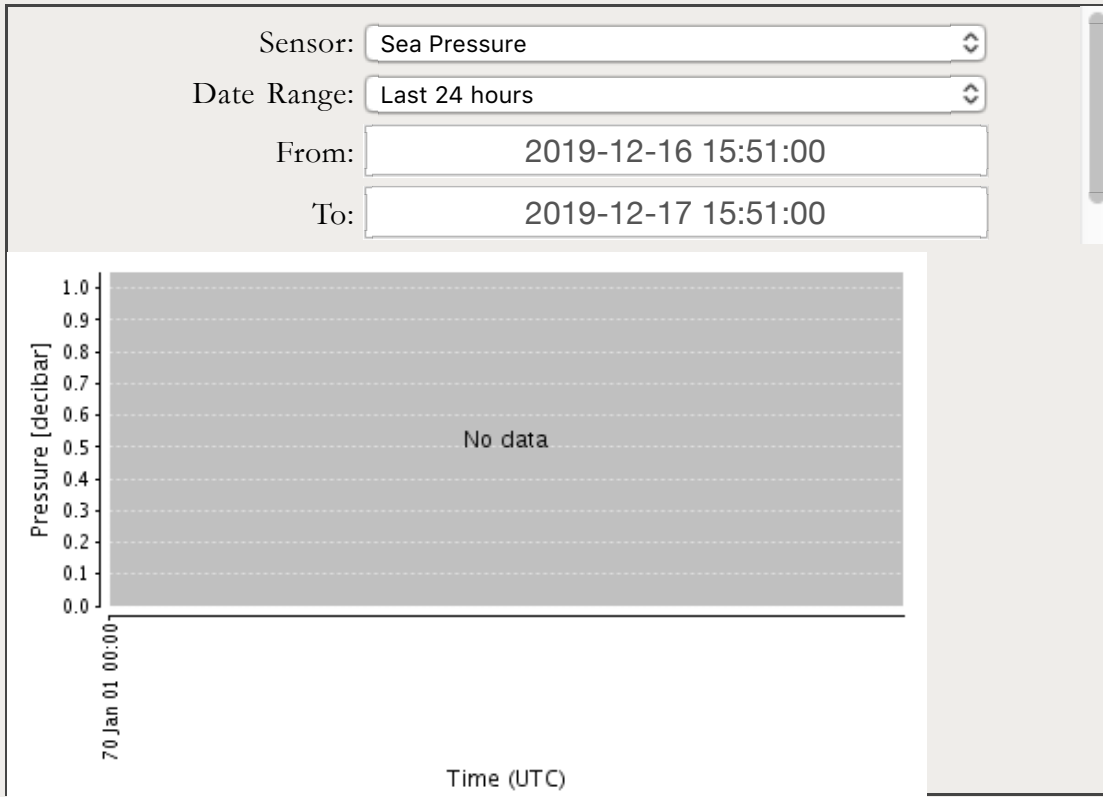 Sensor: Sea Pressure
Date Range: Last 24 hours
From: 2019-12-16 15:51:00
To: 2019-12-17 15:51:00
1.0
0.9
0.8
0.7
0.6
0.5
0.4
0.3
0.2
0.1
0.0
Pressure [decibar]
No data
70 Jan 01 00:00
Time (UTC)